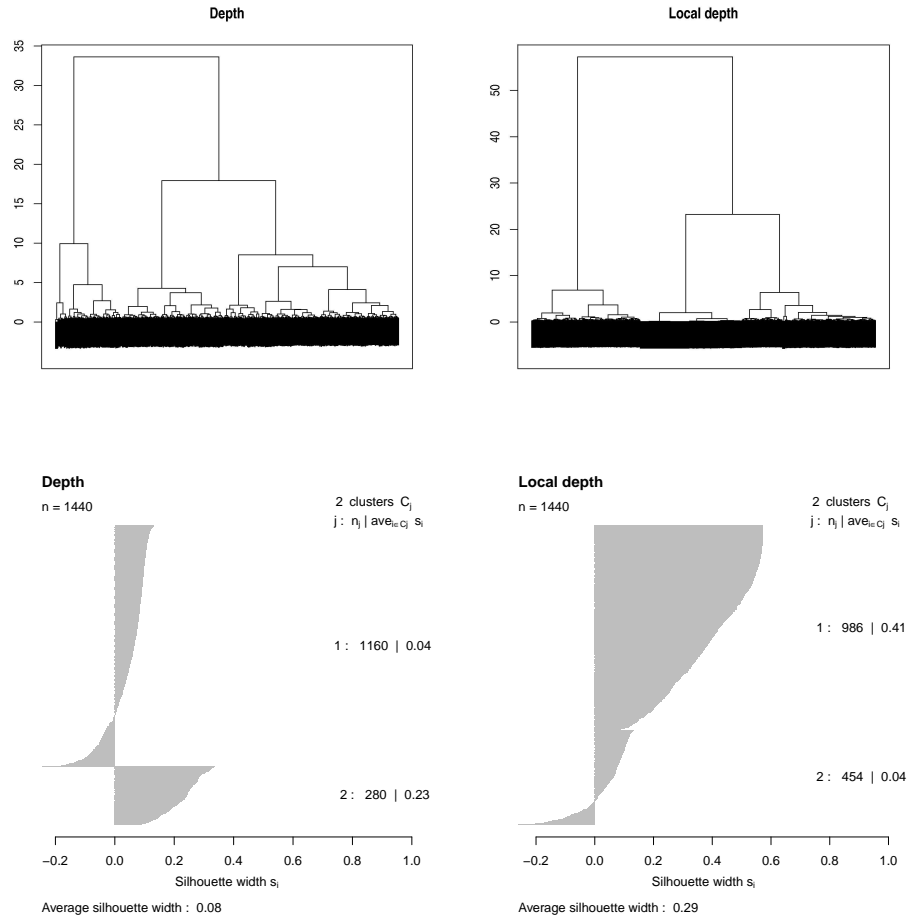 Depth
35
30
25
20
15
10
5
0
Local depth
50
40
30
20
10
0
Depth
n = 1440
2 clusters Cj
j : nj | avei∈Cj si
1 : 1160 | 0.04
2 : 280 | 0.23
−0.2 0.0 0.2 0.4 0.6 0.8 1.0
Silhouette width si
Average silhouette width : 0.08
Local depth
n = 1440
2 clusters Cj
j : nj | avei∈Cj si
1 : 986 | 0.41
2 : 454 | 0.04
−0.2 0.0 0.2 0.4 0.6 0.8 1.0
Silhouette width si
Average silhouette width : 0.29